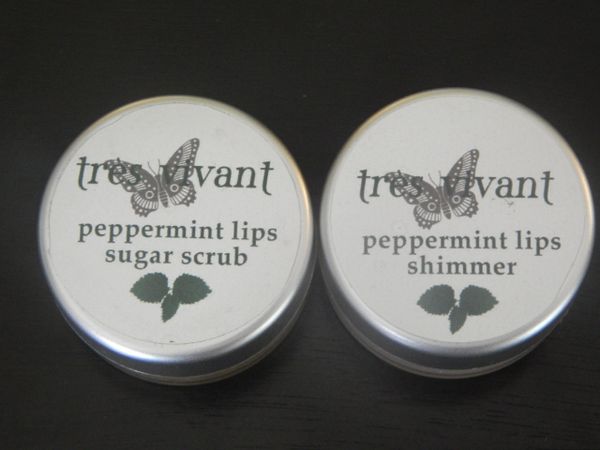 tres vivant
peppermint lips
sugar scrub
tres vivant
peppermint lips
shimmer